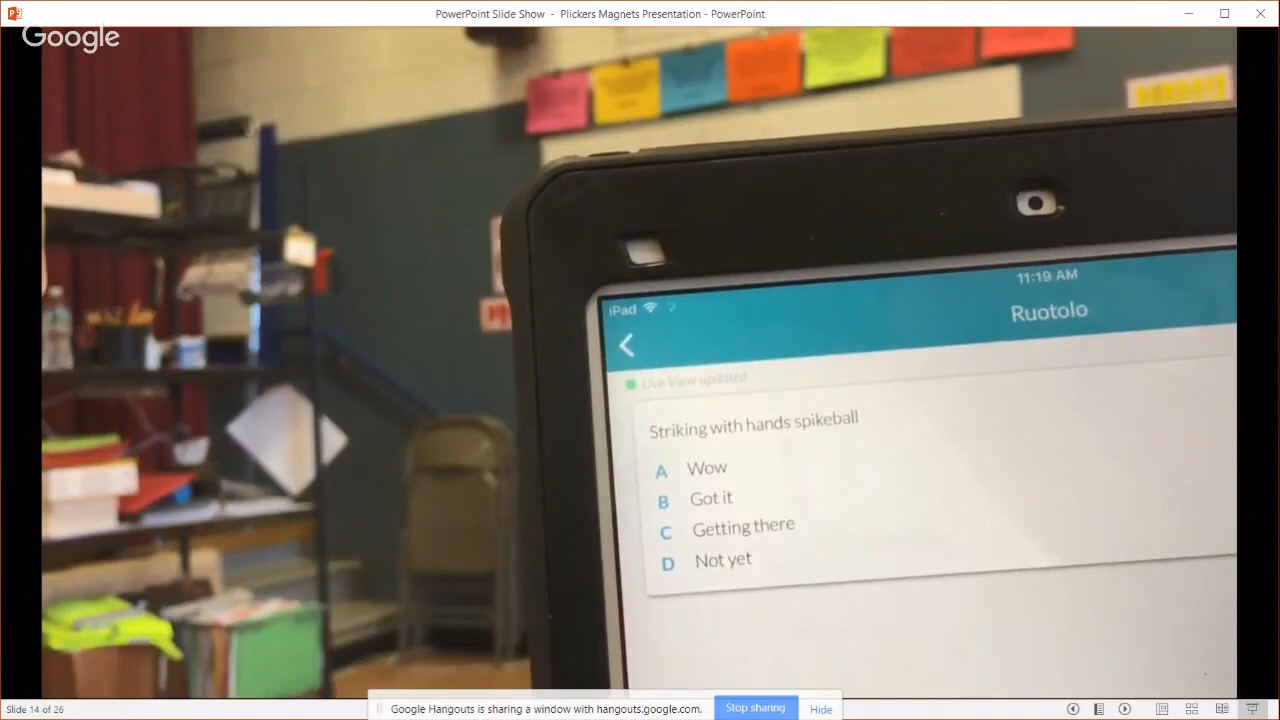 PowerPoint Slide Show - Plickers Magnets Presentation - PowerPoint
Google
11:19 AM
iPad
Ruotolo
Live View updated
Striking with hands spikeball
A Wow
B Got it
C Getting there
D Not yet
Google Hangouts is sharing a window with hangouts.google.com.
Stop sharing
Hide
Slide 14 of 26